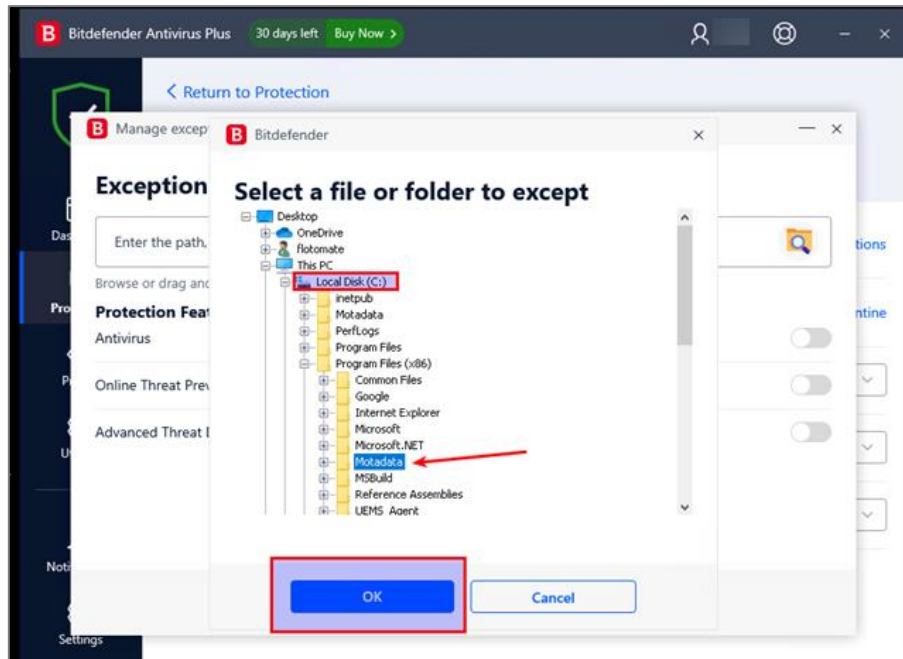 B Bitdefender Antivirus Plus 30 days left Buy Now >
< Return to Protection
B Manage excep
B Bitdefender
Exception
Select a file or folder to except
Enter the path,
Browse or drag and
Protection Feat
Antivirus
Online Threat Prev
Advanced Threat
Desktop
OneDrive
flotomate
This PC
Local Disk (C:)
inetpub
Motadata
PerfLogs
Program Files
Program Files (x86)
Common Files
Google
Internet Explorer
Microsoft
Microsoft.NET
Motadata
MSBuild
Reference Assemblies
UEMS_Agent
OK
Cancel
Das
Pro
P
U
Noti
Settings
tions
ntine